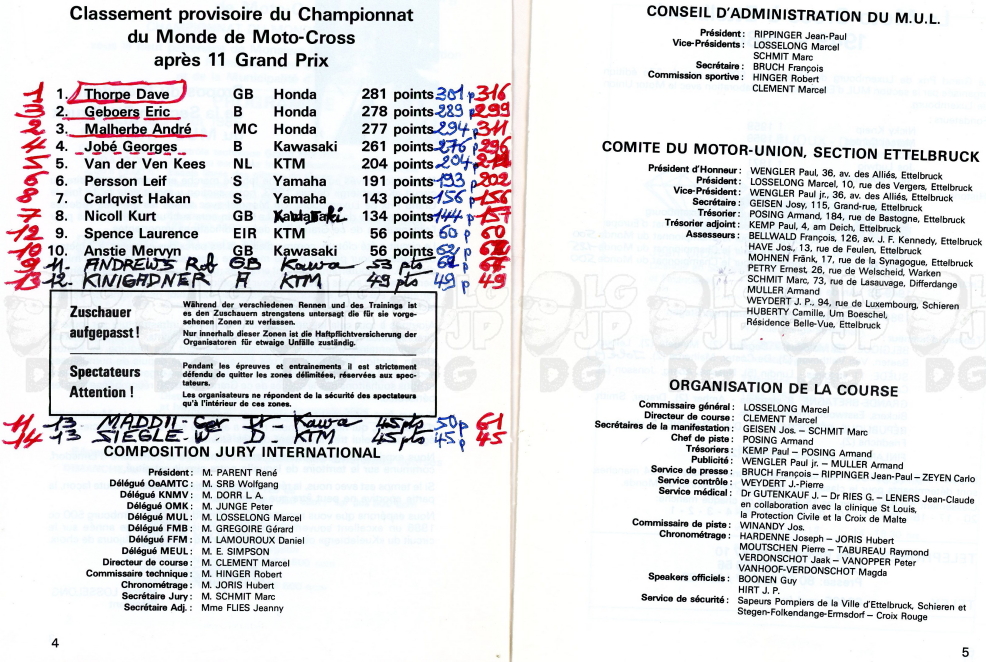 Classement provisoire du Championnat
du Monde de Moto-Cross
après 11 Grand Prix
1. Thorpe Dave GB Honda 281 points 301 p 316
2. Geboers Eric B Honda 278 points 289 p 299
3. Malherbe André MC Honda 277 points 294 p 311
4. Jobé Georges B Kawasaki 261 points 276 p 296
5. Van der Ven Kees NL KTM 204 points 204 p
6. Persson Leif S Yamaha 191 points 193 p 202
7. Carlqvist Hakan S Yamaha 143 points 156 p 156
8. Nicoll Kurt GB Kawasaki 134 points 144 p 157
9. Spence Laurence EIR KTM 56 points 60 p 60
10. Anstie Mervyn GB Kawasaki 56 points p
11. ANDREWS Rob GB Kawa 53 pts p
12. KINIGADNER A KTM 49 pts 49 p 49
Zuschauer
aufgepasst !
Während der verschiedenen Rennen und des Trainings ist
es den Zuschauern strengstens untersagt die für sie vorge-
sehenen Zonen zu verlassen.
Nur innerhalb dieser Zonen ist die Haftpflichtversicherung der
Organisatoren für etwaige Unfälle zuständig.
Spectateurs
Attention !
Pendant les épreuves et entrainements il est strictement
défendu de quitter les zones délimitées, réservées aux spec-
tateurs.
Les organisateurs ne répondent de la sécurité des spectateurs
qu'à l'intérieur de ces zones.
11 13. MADDIL Ger Kawa 45 pts 50 p 61
14 13 SIEGLE W. D KTM 45 pts 45 p 45
COMPOSITION JURY INTERNATIONAL
Président : M. PARENT René
Délégué OeAMTC : M. SRB Wolfgang
Délégué KNMV : M. DORR L. A.
Délégué OMK : M. JUNGE Peter
Délégué MUL : M. LOSSELONG Marcel
Délégué FMB : M. GREGOIRE Gérard
Délégué FFM : M. LAMOUROUX Daniel
Délégué MEUL : M. E. SIMPSON
Directeur de course : M. CLEMENT Marcel
Commissaire technique : M. HINGER Robert
Chronométrage : M. JORIS Hubert
Secrétaire Jury : M. SCHMIT Marc
Secrétaire Adj. : Mme FLIES Jeanny
4
CONSEIL D'ADMINISTRATION DU M.U.L.
Président : RIPPINGER Jean-Paul
Vice-Présidents : LOSSELONG Marcel
SCHMIT Marc
Secrétaire : BRUCH François
Commission sportive : HINGER Robert
CLEMENT Marcel
COMITE DU MOTOR-UNION, SECTION ETTELBRUCK
Président d'Honneur : WENGLER Paul, 36, av. des Alliés, Ettelbruck
Président : LOSSELONG Marcel, 10, rue des Vergers, Ettelbruck
Vice-Président : WENGLER Paul jr., 36, av. des Alliés, Ettelbruck
Secrétaire : GEISEN Josy, 115, Grand-rue, Ettelbruck
Trésorier : POSING Armand, 184, rue de Bastogne, Ettelbruck
Trésorier adjoint : KEMP Paul, 4, am Deich, Ettelbruck
Assesseurs : BELLWALD François, 126, av. J. F. Kennedy, Ettelbruck
HAVE Jos., 13, rue de Feulen, Ettelbruck
MOHNEN Fränk, 17, rue de la Synagogue, Ettelbruck
PETRY Ernest, 26, rue de Welscheid, Warken
SCHMIT Marc, 73, rue de Lasauvage, Differdange
MULLER Armand
WEYDERT J. P., 94, rue de Luxembourg, Schieren
HUBERTY Camille, Um Boeschel,
Résidence Belle-Vue, Ettelbruck
ORGANISATION DE LA COURSE
Commissaire général : LOSSELONG Marcel
Directeur de course : CLEMENT Marcel
Secrétaires de la manifestation : GEISEN Jos. – SCHMIT Marc
Chef de piste : POSING Armand
Trésoriers : KEMP Paul – POSING Armand
Publicité : WENGLER Paul jr. – MULLER Armand
Service de presse : BRUCH François – RIPPINGER Jean-Paul – ZEYEN Carlo
Service contrôle : WEYDERT J.-Pierre
Service médical : Dr GUTENKAUF J. – Dr RIES G. – LENERS Jean-Claude
en collaboration avec la clinique St Louis,
la Protection Civile et la Croix de Malte
Commissaire de piste : WINANDY Jos.
Chronométrage : HARDENNE Joseph – JORIS Hubert
MOUTSCHEN Pierre – TABUREAU Raymond
VERDONSCHOT Jaak – VANOPPER Peter
VANHOOF-VERDONSCHOT Magda
Speakers officiels : BOONEN Guy
HIRT J. P.
Service de sécurité : Sapeurs Pompiers de la Ville d'Ettelbruck, Schieren et
Stegen-Folkendange-Ermsdorf – Croix Rouge
5